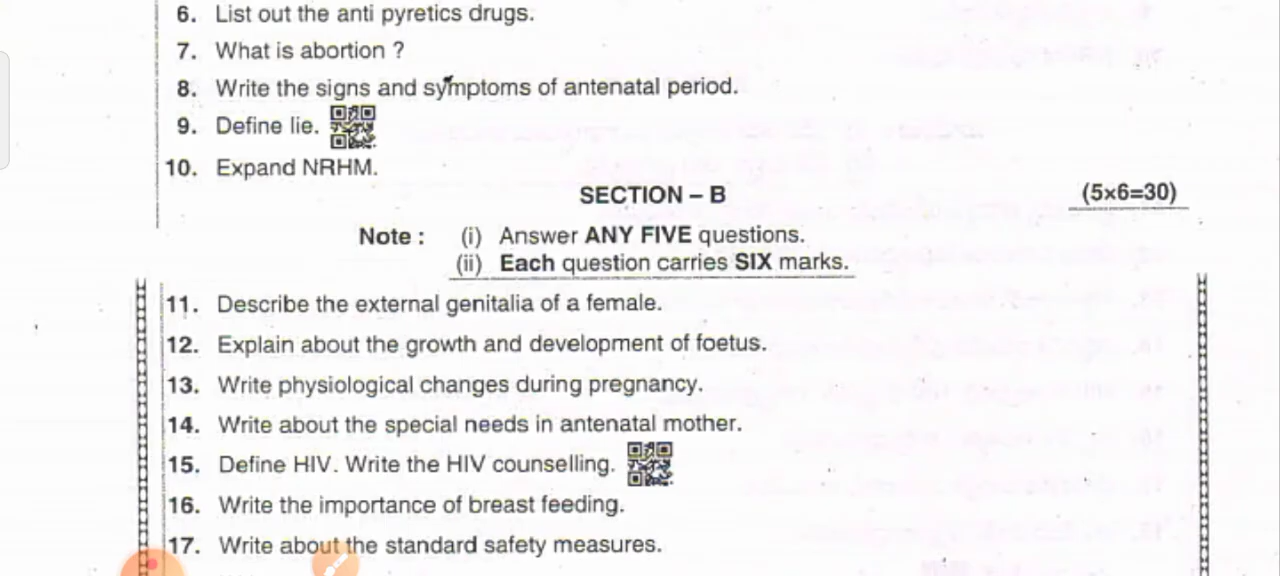 6. List out the anti pyretics drugs.
7. What is abortion ?
8. Write the signs and symptoms of antenatal period.
9. Define lie.
10. Expand NRHM.
SECTION – B (5×6=30)
Note : (i) Answer ANY FIVE questions.
(ii) Each question carries SIX marks.
11. Describe the external genitalia of a female.
12. Explain about the growth and development of foetus.
13. Write physiological changes during pregnancy.
14. Write about the special needs in antenatal mother.
15. Define HIV. Write the HIV counselling.
16. Write the importance of breast feeding.
17. Write about the standard safety measures.